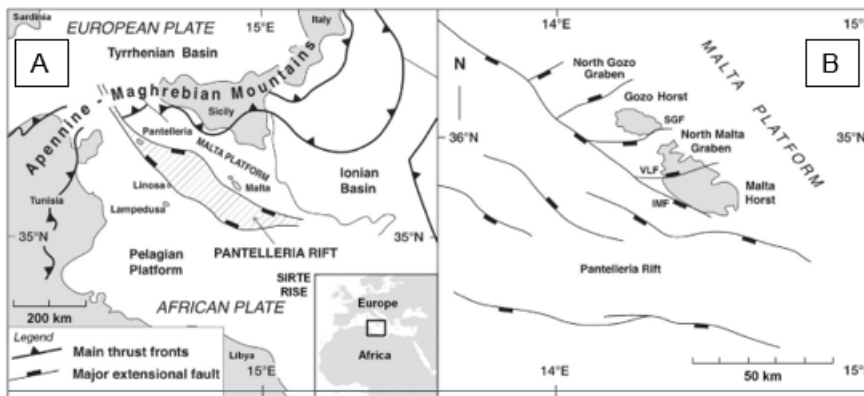 Sardinia
EUROPEAN PLATE
15°E
Italy
A
Tyrrhenian Basin
Apennine - Maghrebian Mountains
Sicily
Pantelleria
MALTA PLATFORM
Ionian
Basin
Malta
Tunisia
Linosa
Lampedusa
35°N
35°N
PANTELLERIA RIFT
Pelagian
Platform
SIRTE
RISE
200 km
AFRICAN PLATE
Europe
Africa
Legend
Main thrust fronts
Major extensional fault
Libya
15°E
14°E
15°
N
North Gozo
Graben
MALTA PLATFORM
B
Gozo Horst
SGF
36°N
North Malta
Graben
35°N
VLF
IMF
Malta
Horst
Pantelleria Rift
50 km
14°E
15°